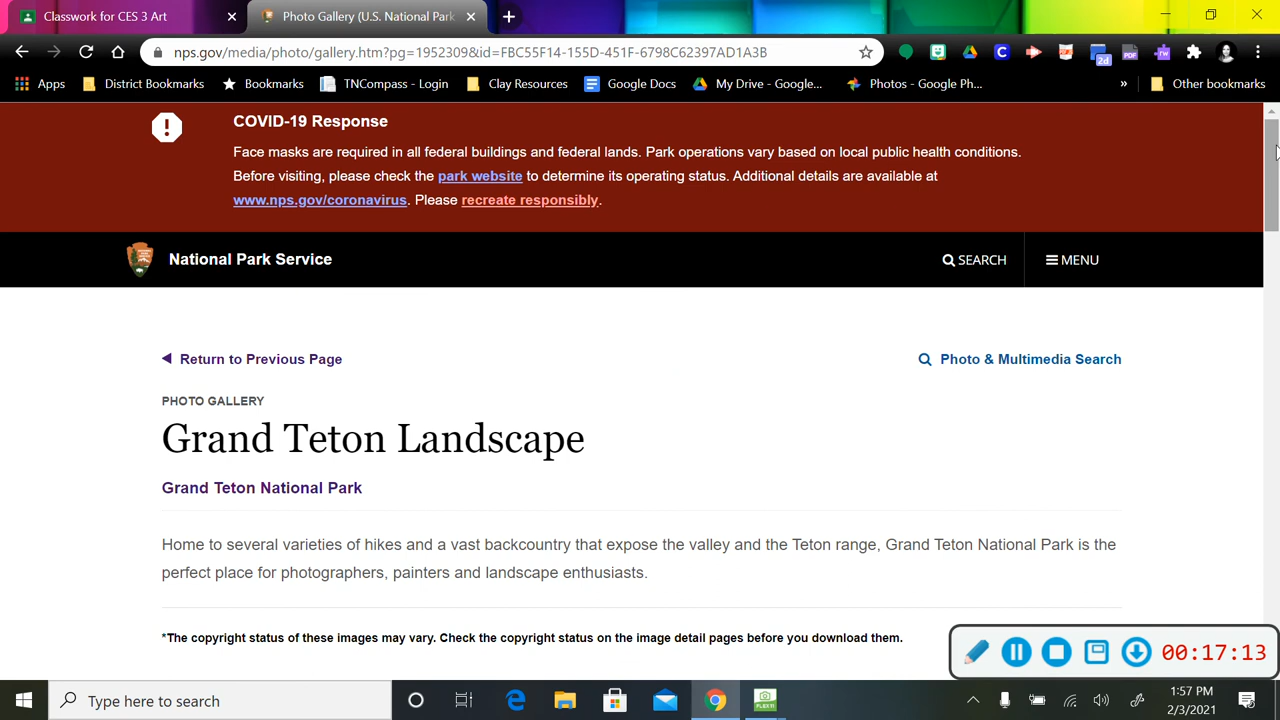 Classwork for CES 3 Art
Photo Gallery (U.S. National Park
nps.gov/media/photo/gallery.htm?pg=1952309&id=FBC55F14-155D-451F-6798C62397AD1A3B
2d
PDF
Apps
District Bookmarks
Bookmarks
TNCompass - Login
Clay Resources
Google Docs
My Drive - Google...
Photos - Google Ph...
»
Other bookmarks
COVID-19 Response
Face masks are required in all federal buildings and federal lands. Park operations vary based on local public health conditions.
Before visiting, please check the park website to determine its operating status. Additional details are available at
www.nps.gov/coronavirus. Please recreate responsibly.
National Park Service
SEARCH
MENU
Return to Previous Page
Photo & Multimedia Search
PHOTO GALLERY
Grand Teton Landscape
Grand Teton National Park
Home to several varieties of hikes and a vast backcountry that expose the valley and the Teton range, Grand Teton National Park is the
perfect place for photographers, painters and landscape enthusiasts.
*The copyright status of these images may vary. Check the copyright status on the image detail pages before you download them.
00:17:13
Type here to search
1:57 PM
2/3/2021